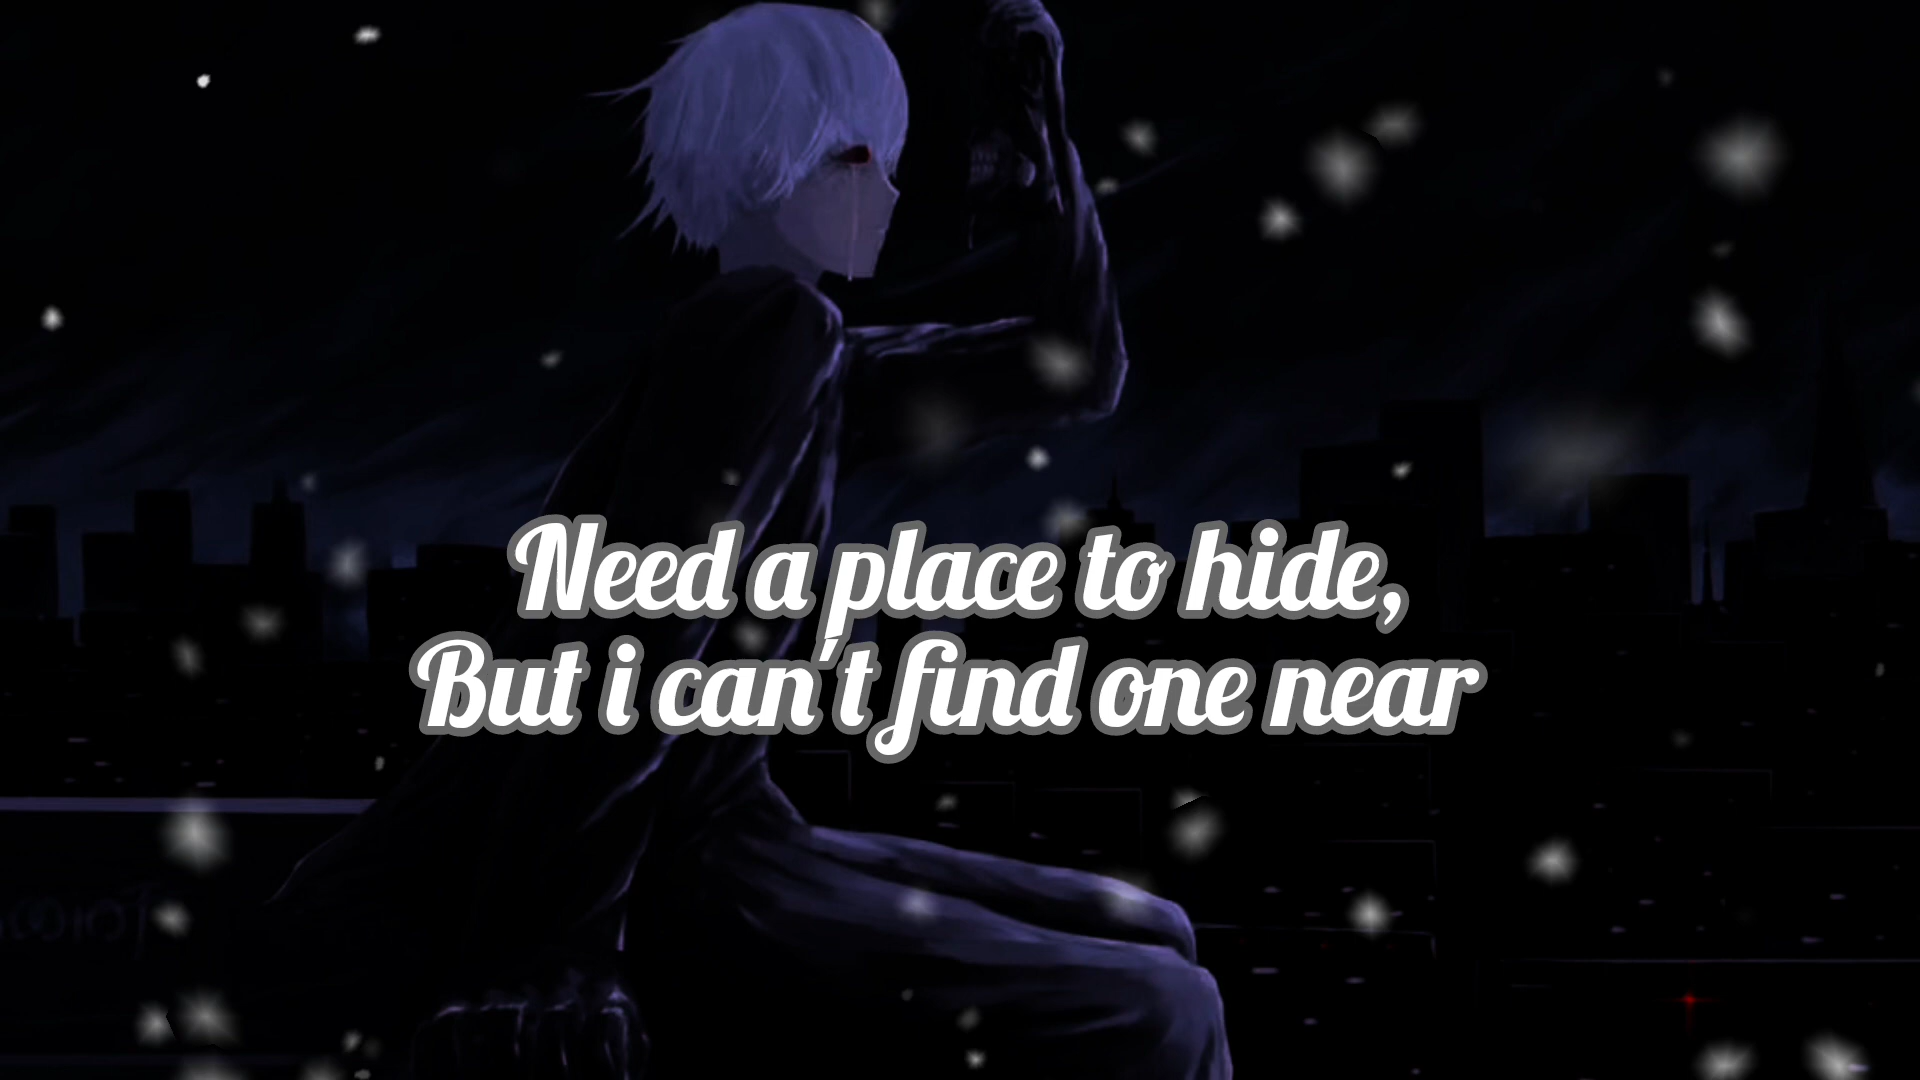 Need a place to hide,
But i can't find one near